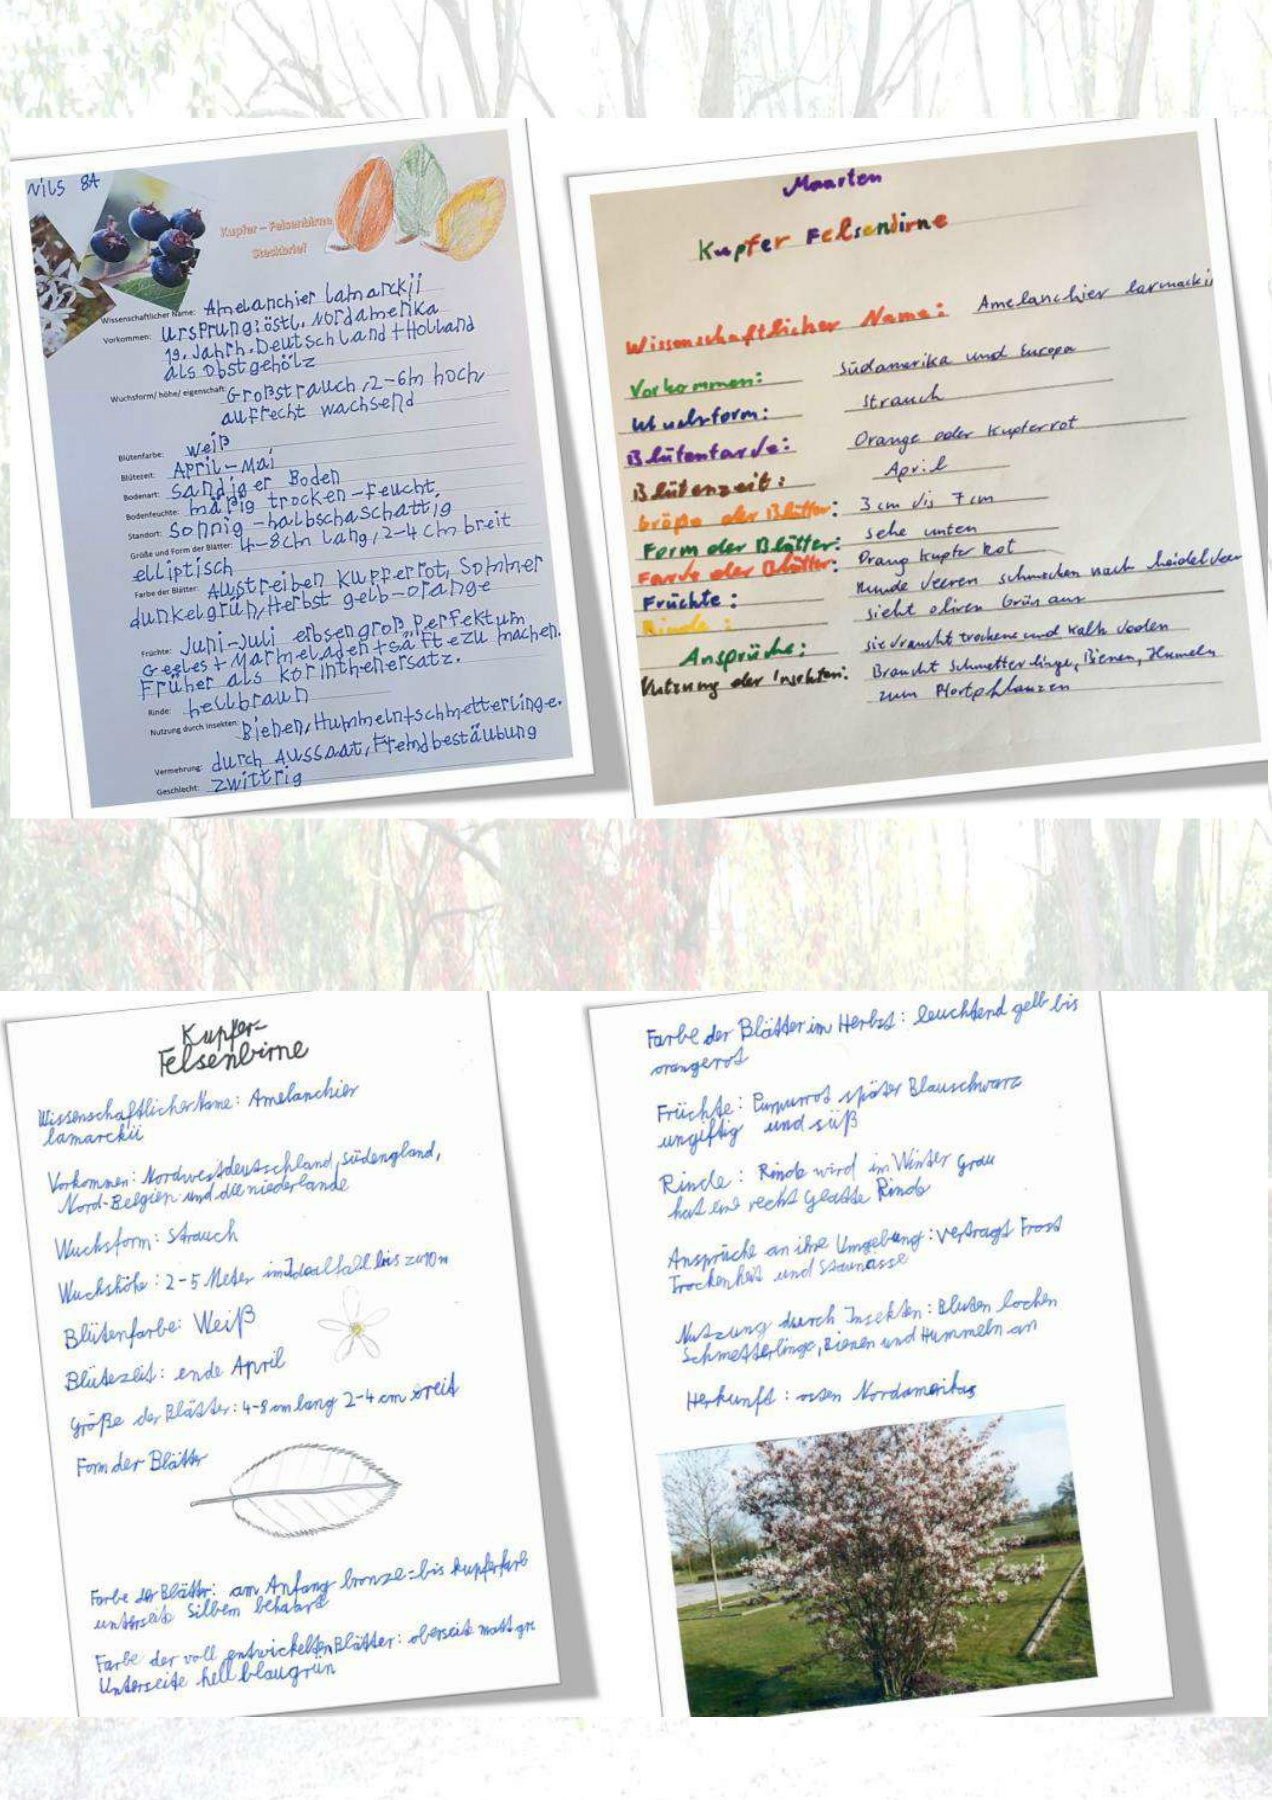 Nils 8A
Kupfer – Felsenbirne
Steckbrief
Wissenschaftlicher Name: Amelanchier lamarckii
Vorkommen: Ursprung: östl. Nordamerika
19. Jahrh. Deutschland + Holland
als Obstgehölz
Wuchsform/ höhe/ eigenschaft: Großstrauch, 2-6m hoch,
aufrecht wachsend
Blütenfarbe: weiß
Blütezeit: April-Mai
Bodenart: sandiger Boden
Bodenfeuchte: mäßig trocken-feucht,
Standort: Sonnig-halbschaschattig
Größe und Form der Blätter: 4-8cm lang, 2-4 cm breit
elliptisch
Farbe der Blätter: Austreiben Kupferrot, Sommer
dunkelgrün, Herbst gelb-orange
Früchte: Juni-Juli erbsengroß, perfektum
Geeles + Marmeladen + säfte zu machen.
Früher als Korinthenersatz.
Rinde: hellbraun
Nutzung durch Insekten: Bienen, Hummeln + schmetterlinge.
Vermehrung: durch Aussaat, Fremdbestäubung
Geschlecht: zwittrig
Maarten
Kupfer Felsenbirne
Wissenschaftlicher Name: Amelanchier larmackii
Vorkommen: Südamerika und Europa
Wuchsform: Strauch
Blütenfarbe: Orange oder Kupferrot
Blütenzeit: April
Größe der Blätter: 3 cm bis 7 cm
Form der Blätter: sehe unten
Farbe der Blätter: Orang Kupfer Rot
Früchte: Runde Beeren schmecken nach heidelbeer
Rinde: sieht oliven Grün aus
Ansprüche: sie braucht trockene und Kalk boden
Nutzung der Insekten: Braucht Schmetterlinge, Bienen, Humeln
zum
Kupfer-
Felsenbirne
Wissenschaftlicher Name: Amelanchier
lamarckii
Vorkommen: Nordwestdeutschland, südengland,
Nord-Belgien und die niederlande
Wuchsform: Strauch
Wuchshöhe: 2-5 Meter im Idealfall bis zu 10 m
Blütenfarbe: Weiß
Blütezeit: ende April
Größe der Blätter: 4-8 cm lang 2-4 cm breit
Form der Blätter
Farbe der Blätter: am Anfang bronze- bis kupferfarb
unterseits Silbern behaart
Farbe der voll entwickelten Blätter: oberseits matt grü
Unterseite hell blaugrün
Farbe der Blätter im Herbst: leuchtend gelb bis
orangerot
Früchte: Purpurrot später Blauschwarz
ungiftig und süß
Rinde: Rinde wird im Winter grau
hat eine recht glatte Rinde
Ansprüche an ihre Umgebung: vertragt Frost
Trockenheit und Staunässe
Nutzung durch Insekten: Blüten locken
Schmetterlinge, Bienen und Hummeln an
Herkunft: osten Nordamerikas